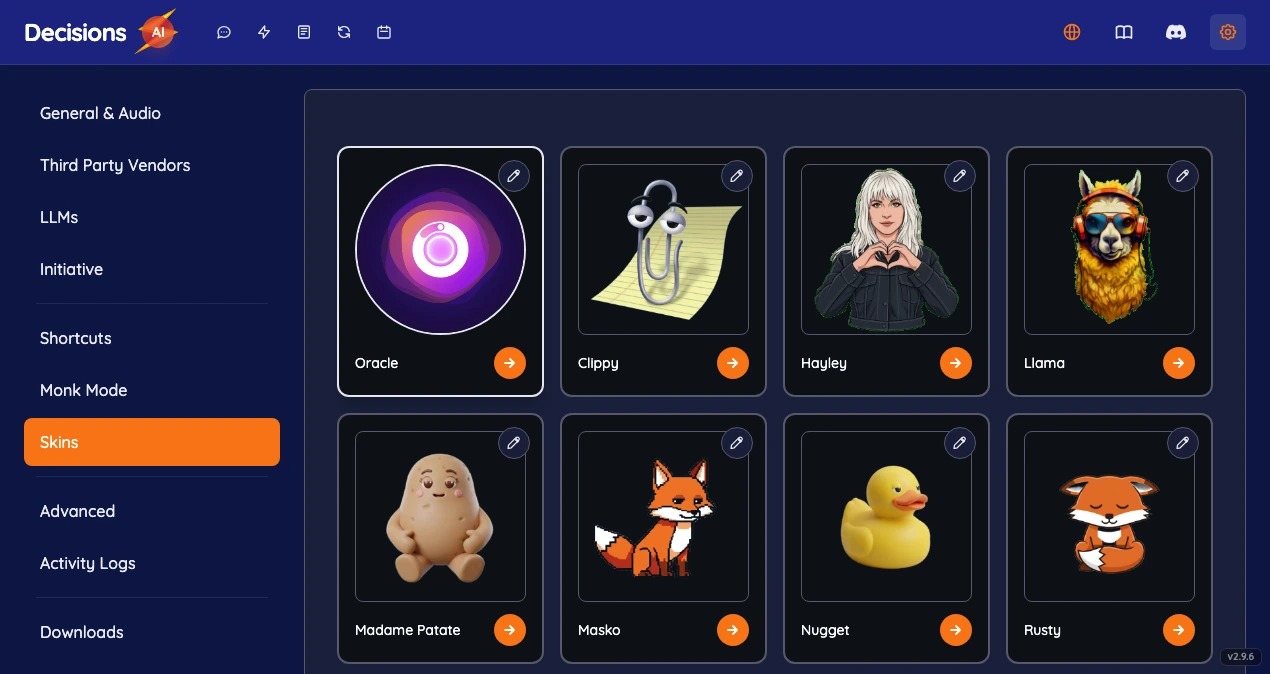 Decisions AI
General & Audio
Third Party Vendors
LLMs
Initiative
Shortcuts
Monk Mode
Skins
Advanced
Activity Logs
Downloads
Oracle
Clippy
Hayley
Llama
Madame Patate
Masko
Nugget
Rusty
v2.9.6